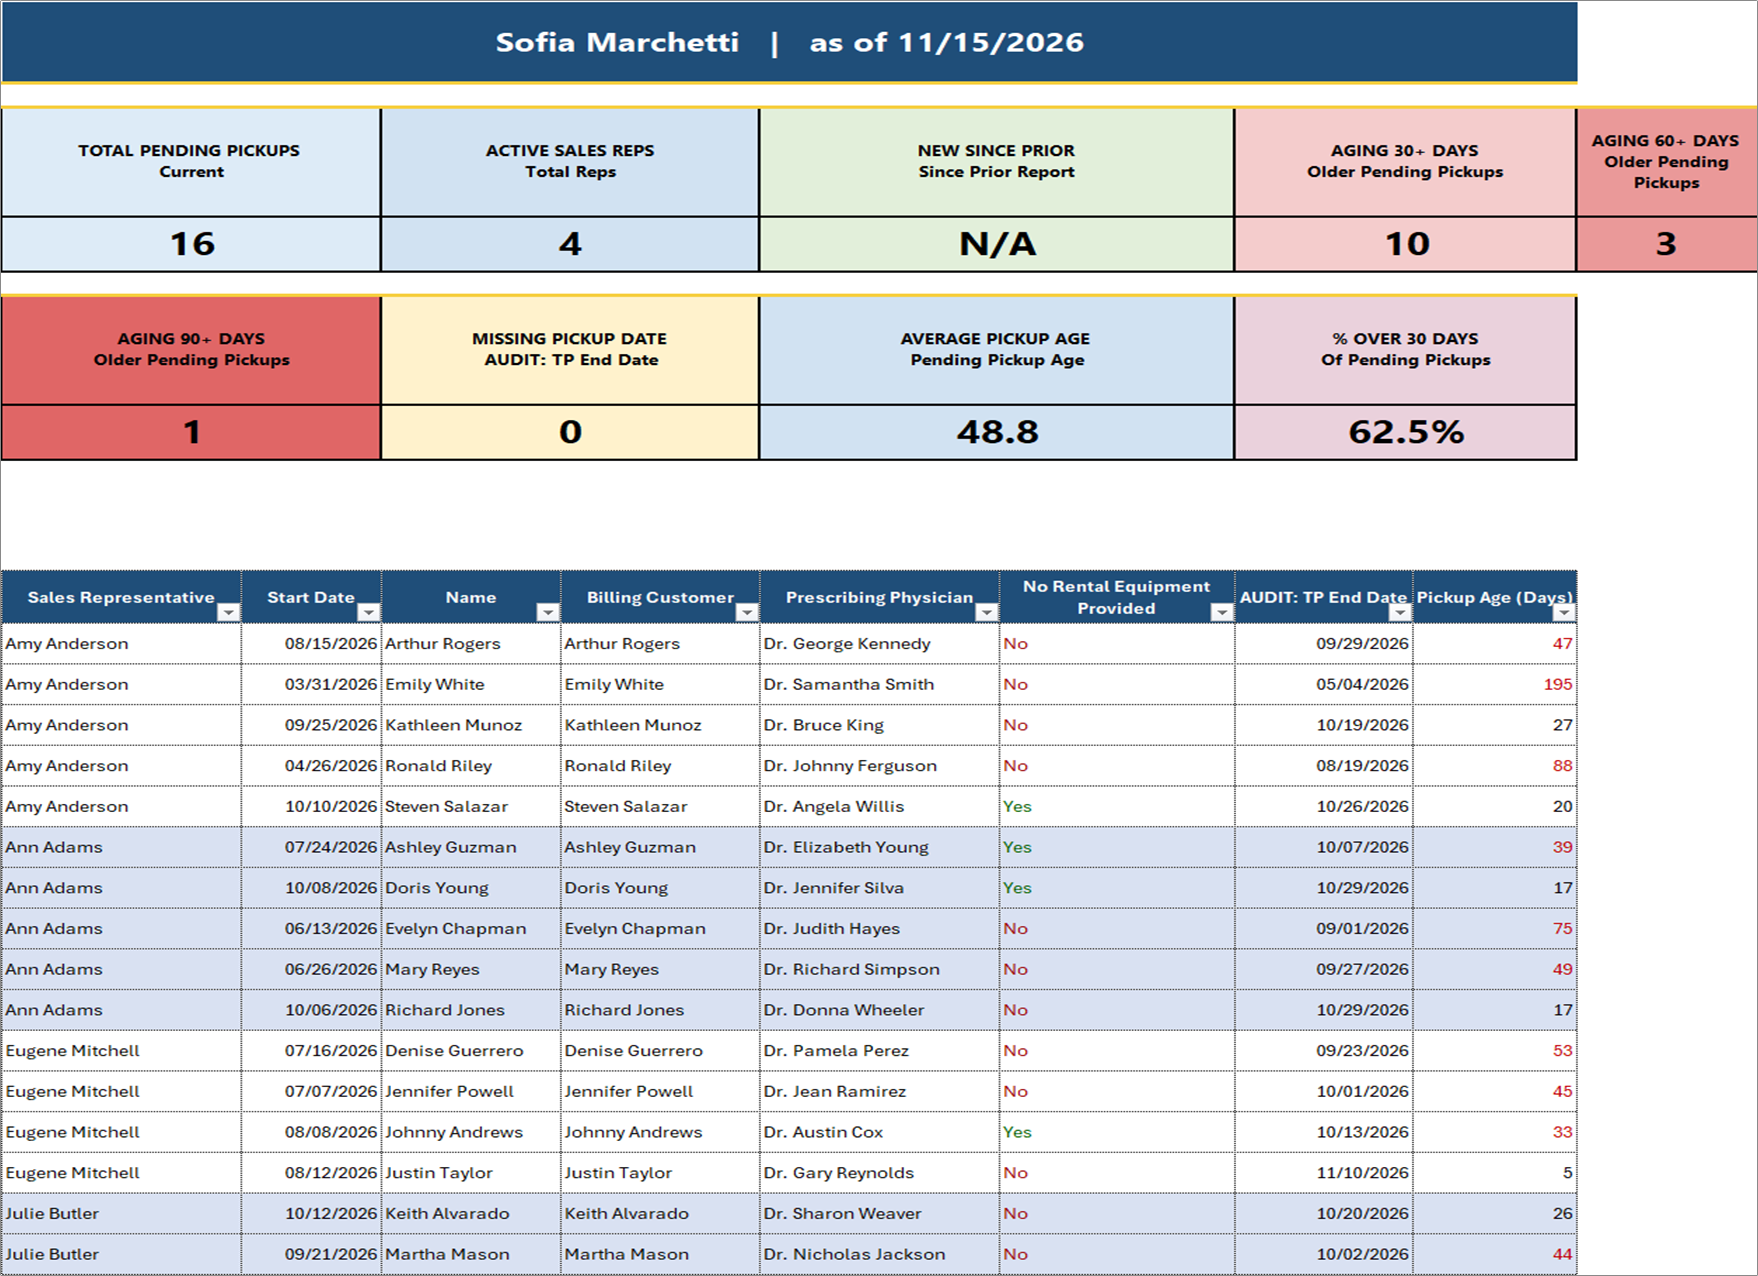 Sofia Marchetti | as of 11/15/2026
TOTAL PENDING PICKUPS
Current
16
ACTIVE SALES REPS
Total Reps
4
NEW SINCE PRIOR
Since Prior Report
N/A
AGING 30+ DAYS
Older Pending Pickups
10
AGING 60+ DAYS
Older Pending
Pickups
3
AGING 90+ DAYS
Older Pending Pickups
1
MISSING PICKUP DATE
AUDIT: TP End Date
0
AVERAGE PICKUP AGE
Pending Pickup Age
48.8
% OVER 30 DAYS
Of Pending Pickups
62.5%
Sales Representative Start Date Name Billing Customer Prescribing Physician No Rental Equipment Provided AUDIT: TP End Date Pickup Age (Days)
Amy Anderson 08/15/2026 Arthur Rogers Arthur Rogers Dr. George Kennedy No 09/29/2026 47
Amy Anderson 03/31/2026 Emily White Emily White Dr. Samantha Smith No 05/04/2026 195
Amy Anderson 09/25/2026 Kathleen Munoz Kathleen Munoz Dr. Bruce King No 10/19/2026 27
Amy Anderson 04/26/2026 Ronald Riley Ronald Riley Dr. Johnny Ferguson No 08/19/2026 88
Amy Anderson 10/10/2026 Steven Salazar Steven Salazar Dr. Angela Willis Yes 10/26/2026 20
Ann Adams 07/24/2026 Ashley Guzman Ashley Guzman Dr. Elizabeth Young Yes 10/07/2026 39
Ann Adams 10/08/2026 Doris Young Doris Young Dr. Jennifer Silva Yes 10/29/2026 17
Ann Adams 06/13/2026 Evelyn Chapman Evelyn Chapman Dr. Judith Hayes No 09/01/2026 75
Ann Adams 06/26/2026 Mary Reyes Mary Reyes Dr. Richard Simpson No 09/27/2026 49
Ann Adams 10/06/2026 Richard Jones Richard Jones Dr. Donna Wheeler No 10/29/2026 17
Eugene Mitchell 07/16/2026 Denise Guerrero Denise Guerrero Dr. Pamela Perez No 09/23/2026 53
Eugene Mitchell 07/07/2026 Jennifer Powell Jennifer Powell Dr. Jean Ramirez No 10/01/2026 45
Eugene Mitchell 08/08/2026 Johnny Andrews Johnny Andrews Dr. Austin Cox Yes 10/13/2026 33
Eugene Mitchell 08/12/2026 Justin Taylor Justin Taylor Dr. Gary Reynolds No 11/10/2026 5
Julie Butler 10/12/2026 Keith Alvarado Keith Alvarado Dr. Sharon Weaver No 10/20/2026 26
Julie Butler 09/21/2026 Martha Mason Martha Mason Dr. Nicholas Jackson No 10/02/2026 44